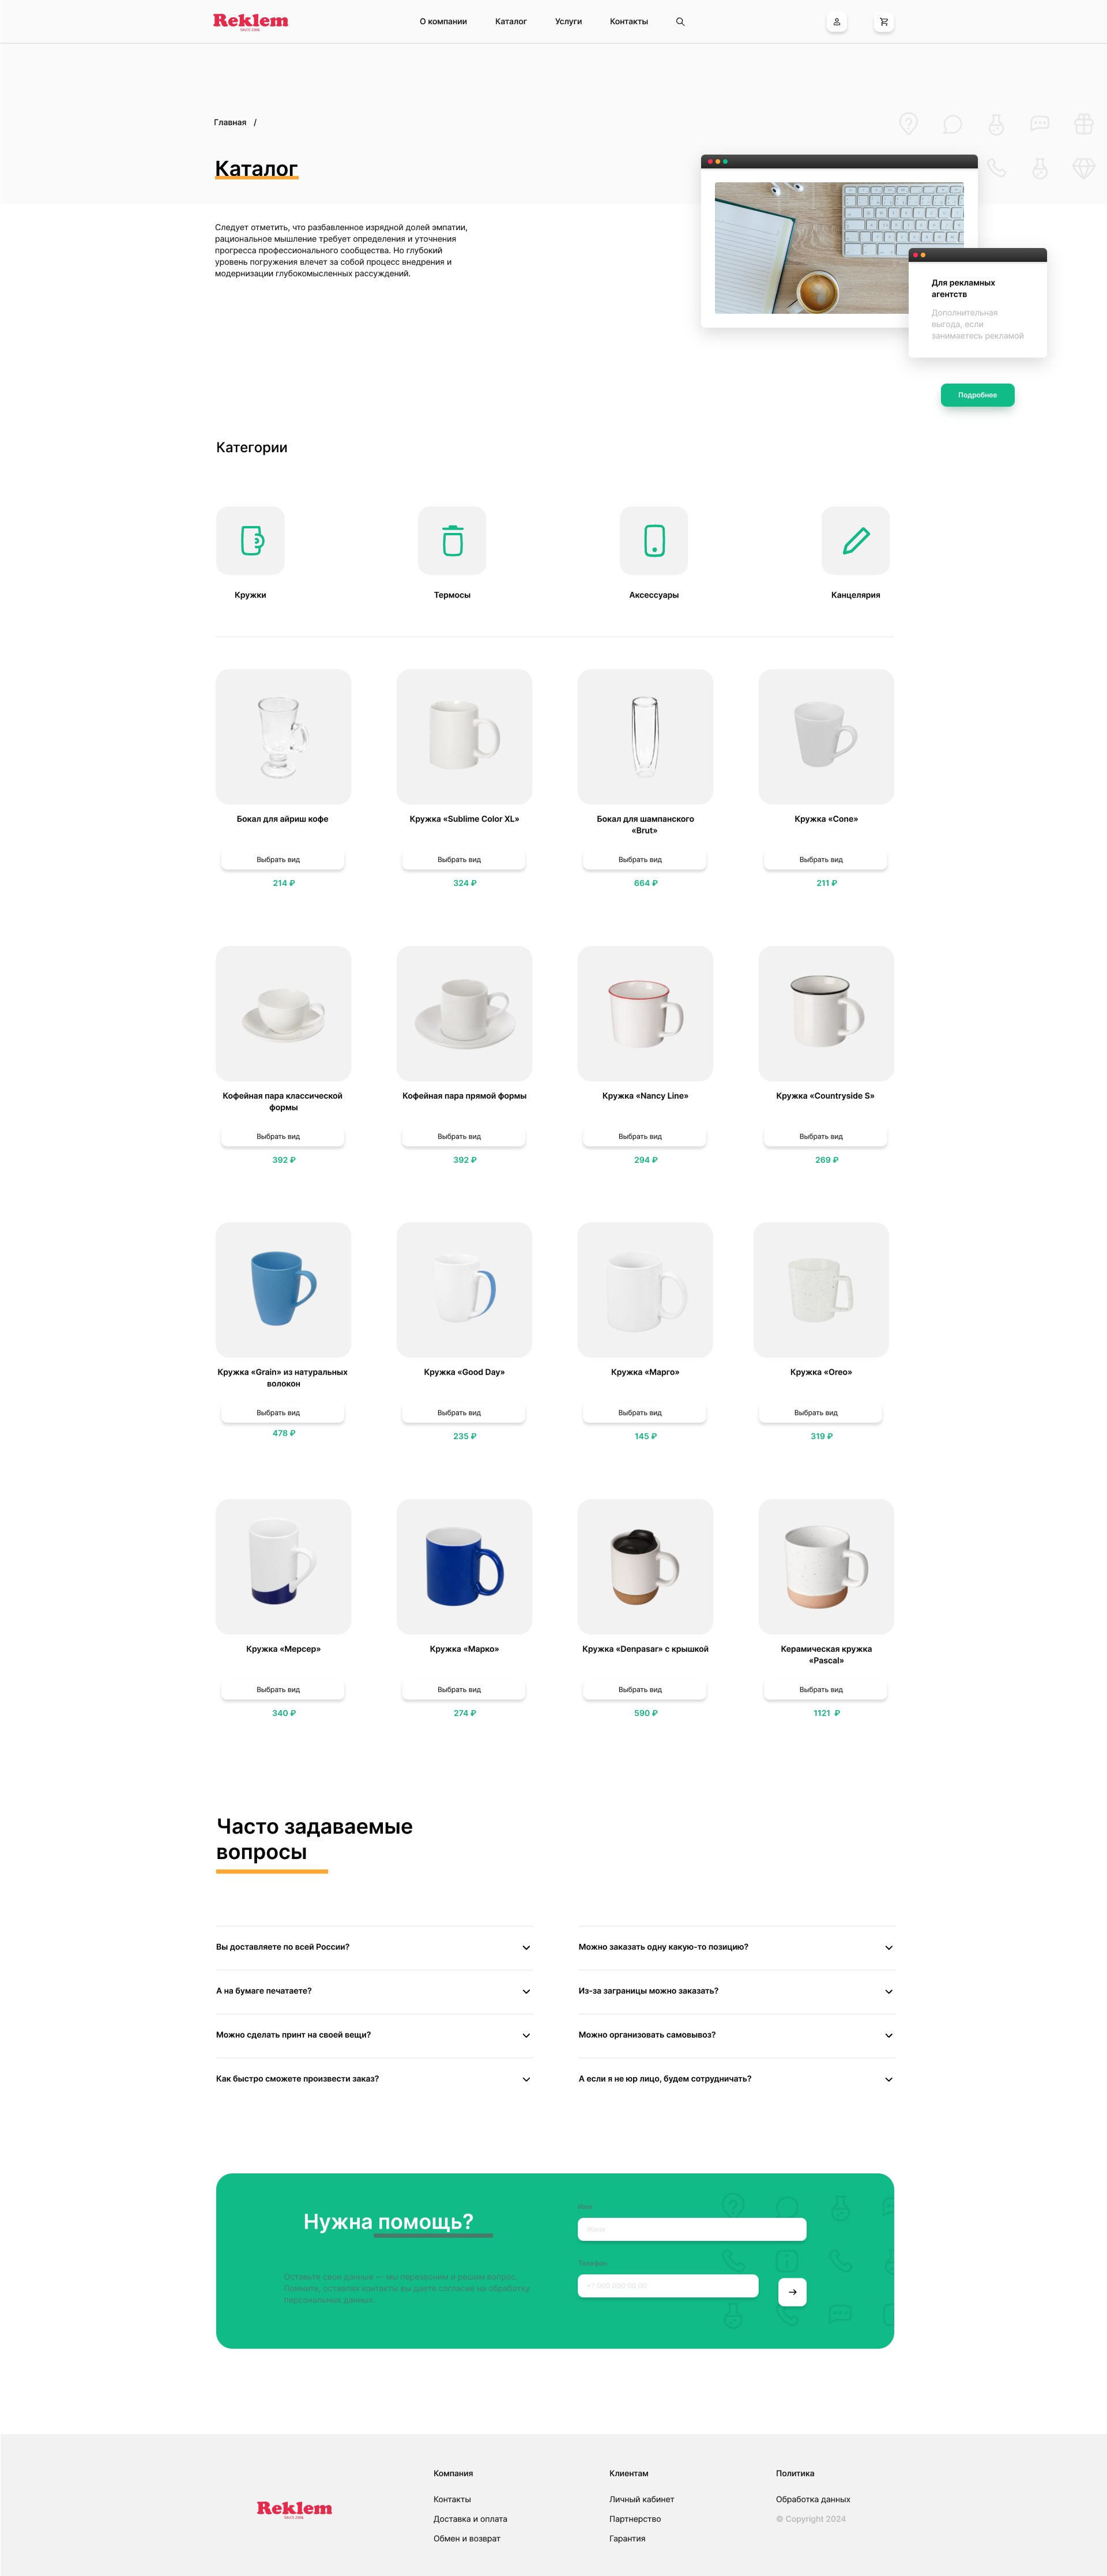 Reklem
SINCE 2006
О компании
Каталог
Услуги
Контакты
Главная /
Каталог
Следует отметить, что разбавленное изрядной долей эмпатии,
рациональное мышление требует определения и уточнения
прогресса профессионального сообщества. Но глубкий
уровень погружения влечет за собой процесс внедрения и
модернизации глубокомысленных рассуждений.
Для рекламных
агентств
Дополнительная
выгода, если
занимаетесь рекламой
Подробнее
Категории
Кружки
Термосы
Аксессуары
Канцелярия
Бокал для айриш кофе
Выбрать вид
214 ₽
Кружка «Sublime Color XL»
Выбрать вид
324 ₽
Бокал для шампанского
«Brut»
Выбрать вид
664 ₽
Кружка «Cone»
Выбрать вид
211 ₽
Кофейная пара классической
формы
Выбрать вид
392 ₽
Кофейная пара прямой формы
Выбрать вид
392 ₽
Кружка «Nancy Line»
Выбрать вид
294 ₽
Кружка «Countryside S»
Выбрать вид
269 ₽
Кружка «Grain» из натуральных
волокон
Выбрать вид
478 ₽
Кружка «Good Day»
Выбрать вид
235 ₽
Кружка «Марго»
Выбрать вид
145 ₽
Кружка «Oreo»
Выбрать вид
319 ₽
Кружка «Мерсер»
Выбрать вид
340 ₽
Кружка «Марко»
Выбрать вид
274 ₽
Кружка «Denpasar» с крышкой
Выбрать вид
590 ₽
Керамическая кружка
«Pascal»
Выбрать вид
1121 ₽
Часто задаваемые
вопросы
Вы доставляете по всей России?
А на бумаге печатаете?
Можно сделать принт на своей вещи?
Как быстро сможете произвести заказ?
Можно заказать одну какую-то позицию?
Из-за заграницы можно заказать?
Можно организовать самовывоз?
А если я не юр лицо, будем сотрудничать?
Нужна помощь?
Оставьте свои данные — мы перезвоним и решим вопрос.
Помните, оставляя контакты вы даете согласие на обработку
персональных данных.
Имя
Телефон
+7 000 000 00 00
Reklem
SINCE 2006
Компания
Контакты
Доставка и оплата
Обмен и возврат
Клиентам
Личный кабинет
Партнерство
Гарантия
Политика
Обработка данных
© Copyright 2024